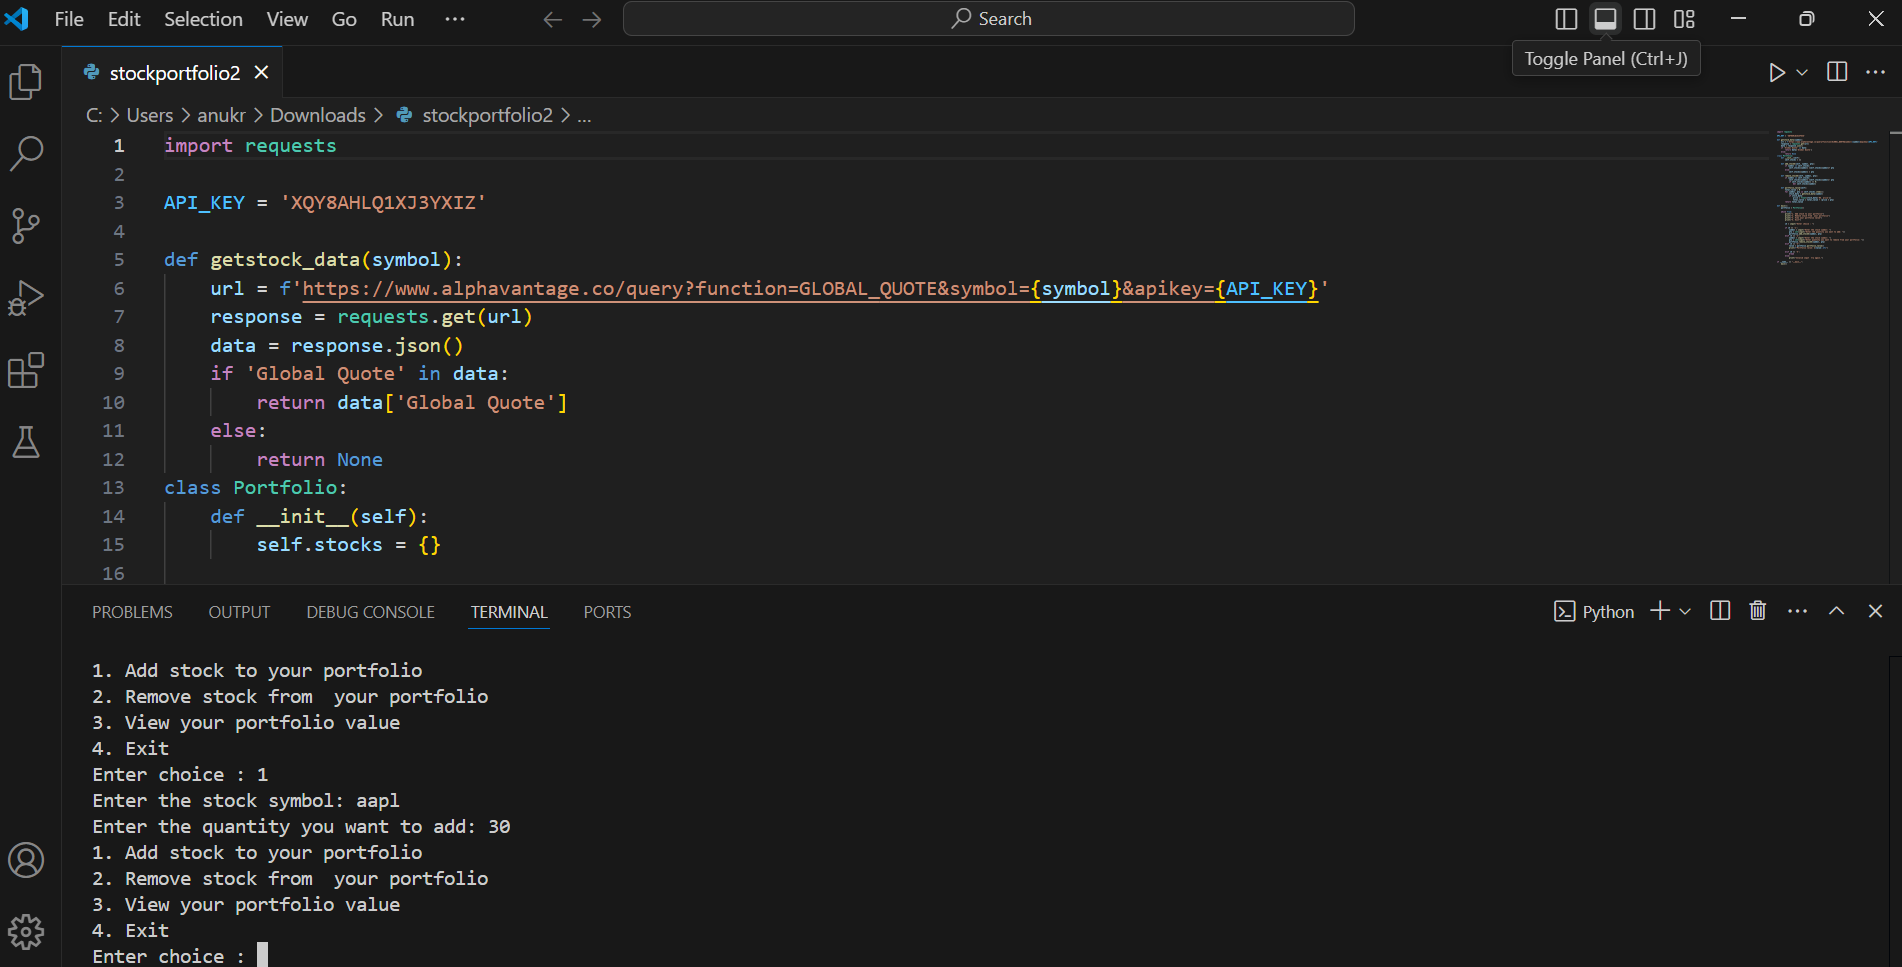 File Edit Selection View Go Run ··· Search
Toggle Panel (Ctrl+J)
stockportfolio2
C: > Users > anukr > Downloads > stockportfolio2 > ...
1 import requests
2
3 API_KEY = 'XQY8AHLQ1XJ3YXIZ'
4
5 def getstock_data(symbol):
6 url = f'https://www.alphavantage.co/query?function=GLOBAL_QUOTE&symbol={symbol}&apikey={API_KEY}'
7 response = requests.get(url)
8 data = response.json()
9 if 'Global Quote' in data:
10 return data['Global Quote']
11 else:
12 return None
13 class Portfolio:
14 def __init__(self):
15 self.stocks = {}
16
PROBLEMS OUTPUT DEBUG CONSOLE TERMINAL PORTS Python
1. Add stock to your portfolio
2. Remove stock from  your portfolio
3. View your portfolio value
4. Exit
Enter choice : 1
Enter the stock symbol: aapl
Enter the quantity you want to add: 30
1. Add stock to your portfolio
2. Remove stock from  your portfolio
3. View your portfolio value
4. Exit
Enter choice :